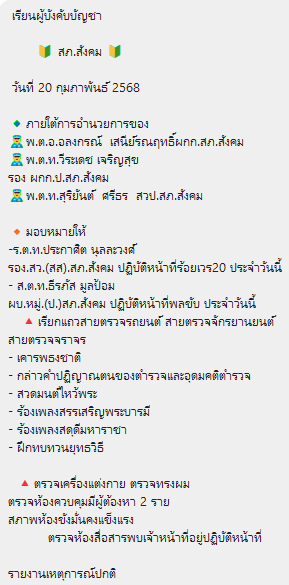 เรียนผู้บังคับบัญชา
🔰 สภ.สังคม 🔰
วันที่ 20 กุมภาพันธ์ 2568
🔹ภายใต้การอำนวยการของ
👮พ.ต.อ.อลงกรณ์ เสนีย์รณฤทธิ์ผกก.สภ.สังคม
👮พ.ต.ท.วีระเดช เจริญสุข
รอง ผกก.ป.สภ.สังคม
👮พ.ต.ท.สุริยันต์ ศรีธร สวป.สภ.สังคม
🔸มอบหมายให้
-ร.ต.ท.ประกาศิต นุลละวงศ์
รอง.สว.(สส).สภ.สังคม ปฏิบัติหน้าที่ร้อยเวร20 ประจำวันนี้
- ส.ต.ท.ธีรภัส มูลป้อม
ผบ.หมู่.(ป.)สภ.สังคม ปฏิบัติหน้าที่พลขับ ประจำวันนี้
🔺เรียกแถวสายตรวจรถยนต์ สายตรวจจักรยานยนต์
สายตรวจจราจร
- เคารพธงชาติ
- กล่าวคำปฏิญาณตนของตำรวจและอุดมคติตำรวจ
- สวดมนต์ไหว้พระ
- ร้องเพลงสรรเสริญพระบารมี
- ร้องเพลงสดุดีมหาราชา
- ฝึกทบทวนยุทธวิธี
🔺ตรวจเครื่องแต่งกาย ตรวจทรงผม
ตรวจห้องควบคุมมีผู้ต้องหา 2 ราย
สภาพห้องขังมั่นคงแข็งแรง
ตรวจห้องสื่อสารพบเจ้าหน้าที่อยู่ปฏิบัติหน้าที่
รายงานเหตุการณ์ปกติ